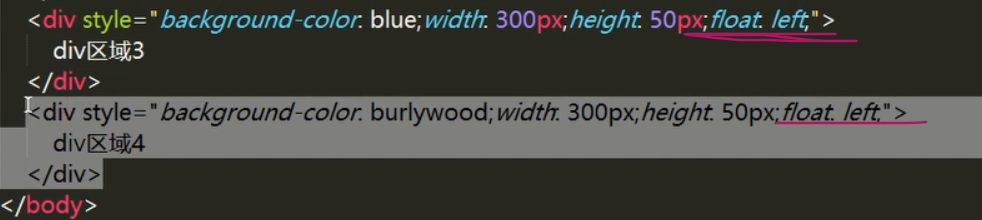 <div style="background-color: blue;width: 300px;height: 50px;float: left;">
div区域3
</div>
<div style="background-color: burlywood;width: 300px;height: 50px;float: left;">
div区域4
</div>
</body>